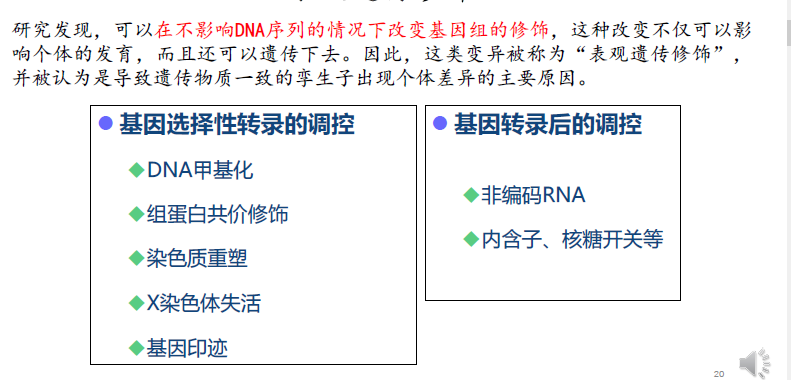 研究发现，可以在不影响DNA序列的情况下改变基因组的修饰，这种改变不仅可以影
响个体的发育，而且还可以遗传下去。因此，这类变异被称为“表观遗传修饰”，
并被认为是导致遗传物质一致的孪生子出现个体差异的主要原因。
基因选择性转录的调控
DNA甲基化
组蛋白共价修饰
染色质重塑
X染色体失活
基因印迹
基因转录后的调控
非编码RNA
内含子、核糖开关等
20